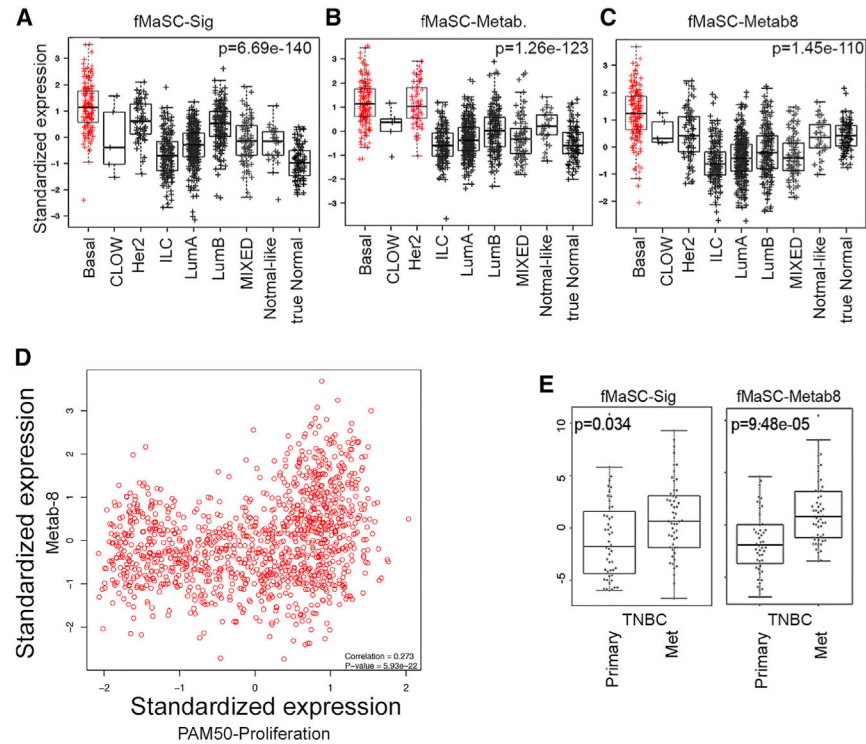 A
fMaSC-Sig
p=6.69e-140
Standardized expression
3
2
1
0
-1
-2
-3
Basal
CLOW
Her2
ILC
LumA
LumB
MIXED
Notmal-like
true Normal
B
fMaSC-Metab.
p=1.26e-123
3
2
1
0
-1
-2
-3
Basal
CLOW
Her2
ILC
LumA
LumB
MIXED
Notmal-like
true Normal
C
fMaSC-Metab8
p=1.45e-110
3
2
1
0
-1
-2
Basal
CLOW
Her2
ILC
LumA
LumB
MIXED
Notmal-like
true Normal
D
Standardized expression
Metab-8
3
2
1
0
-1
-2
Correlation = 0.273
P-value = 5.93e-22
-2
-1
0
1
2
Standardized expression
PAM50-Proliferation
E
fMaSC-Sig
p=0.034
10
5
0
-5
TNBC
Primary
Met
fMaSC-Metab8
p=9.48e-05
TNBC
Primary
Met